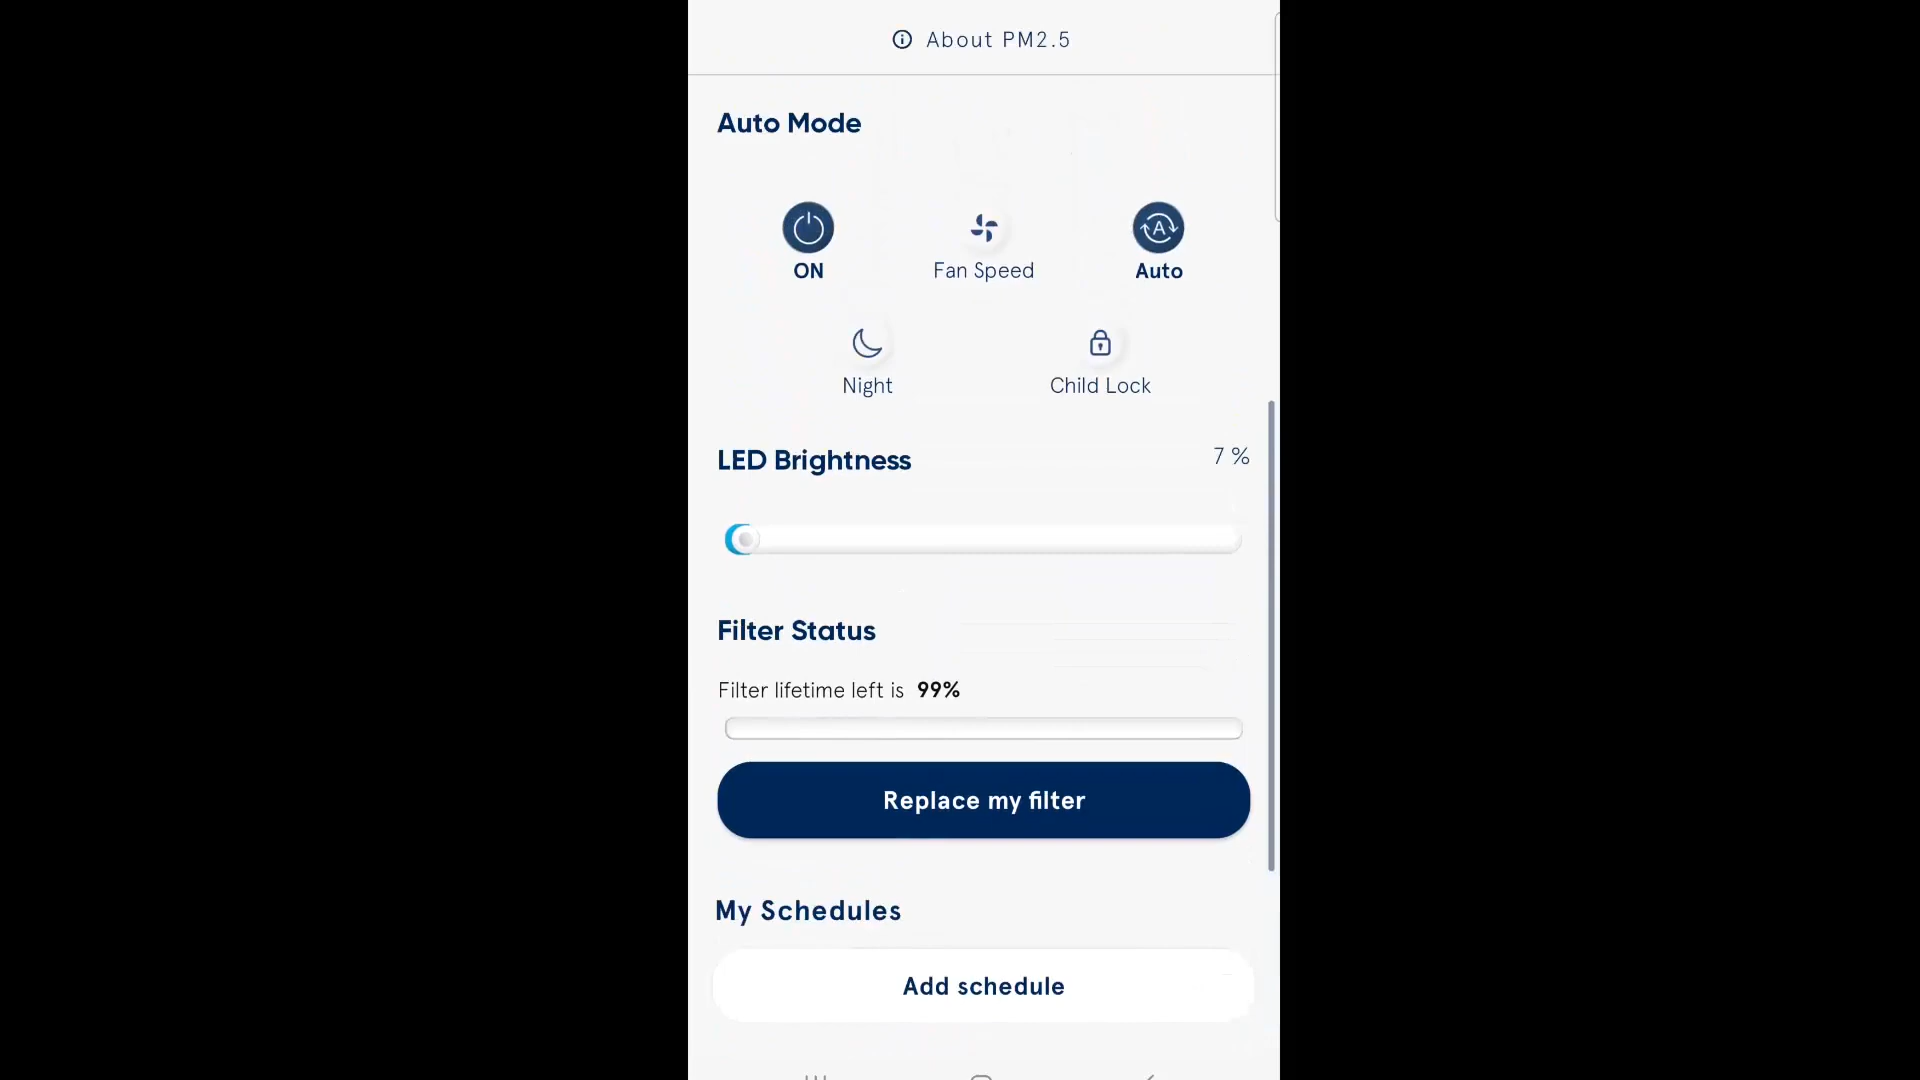 About PM2.5
Auto Mode
ON
Fan Speed
Auto
Night
Child Lock
LED Brightness
7 %
Filter Status
Filter lifetime left is 99%
Replace my filter
My Schedules
Add schedule